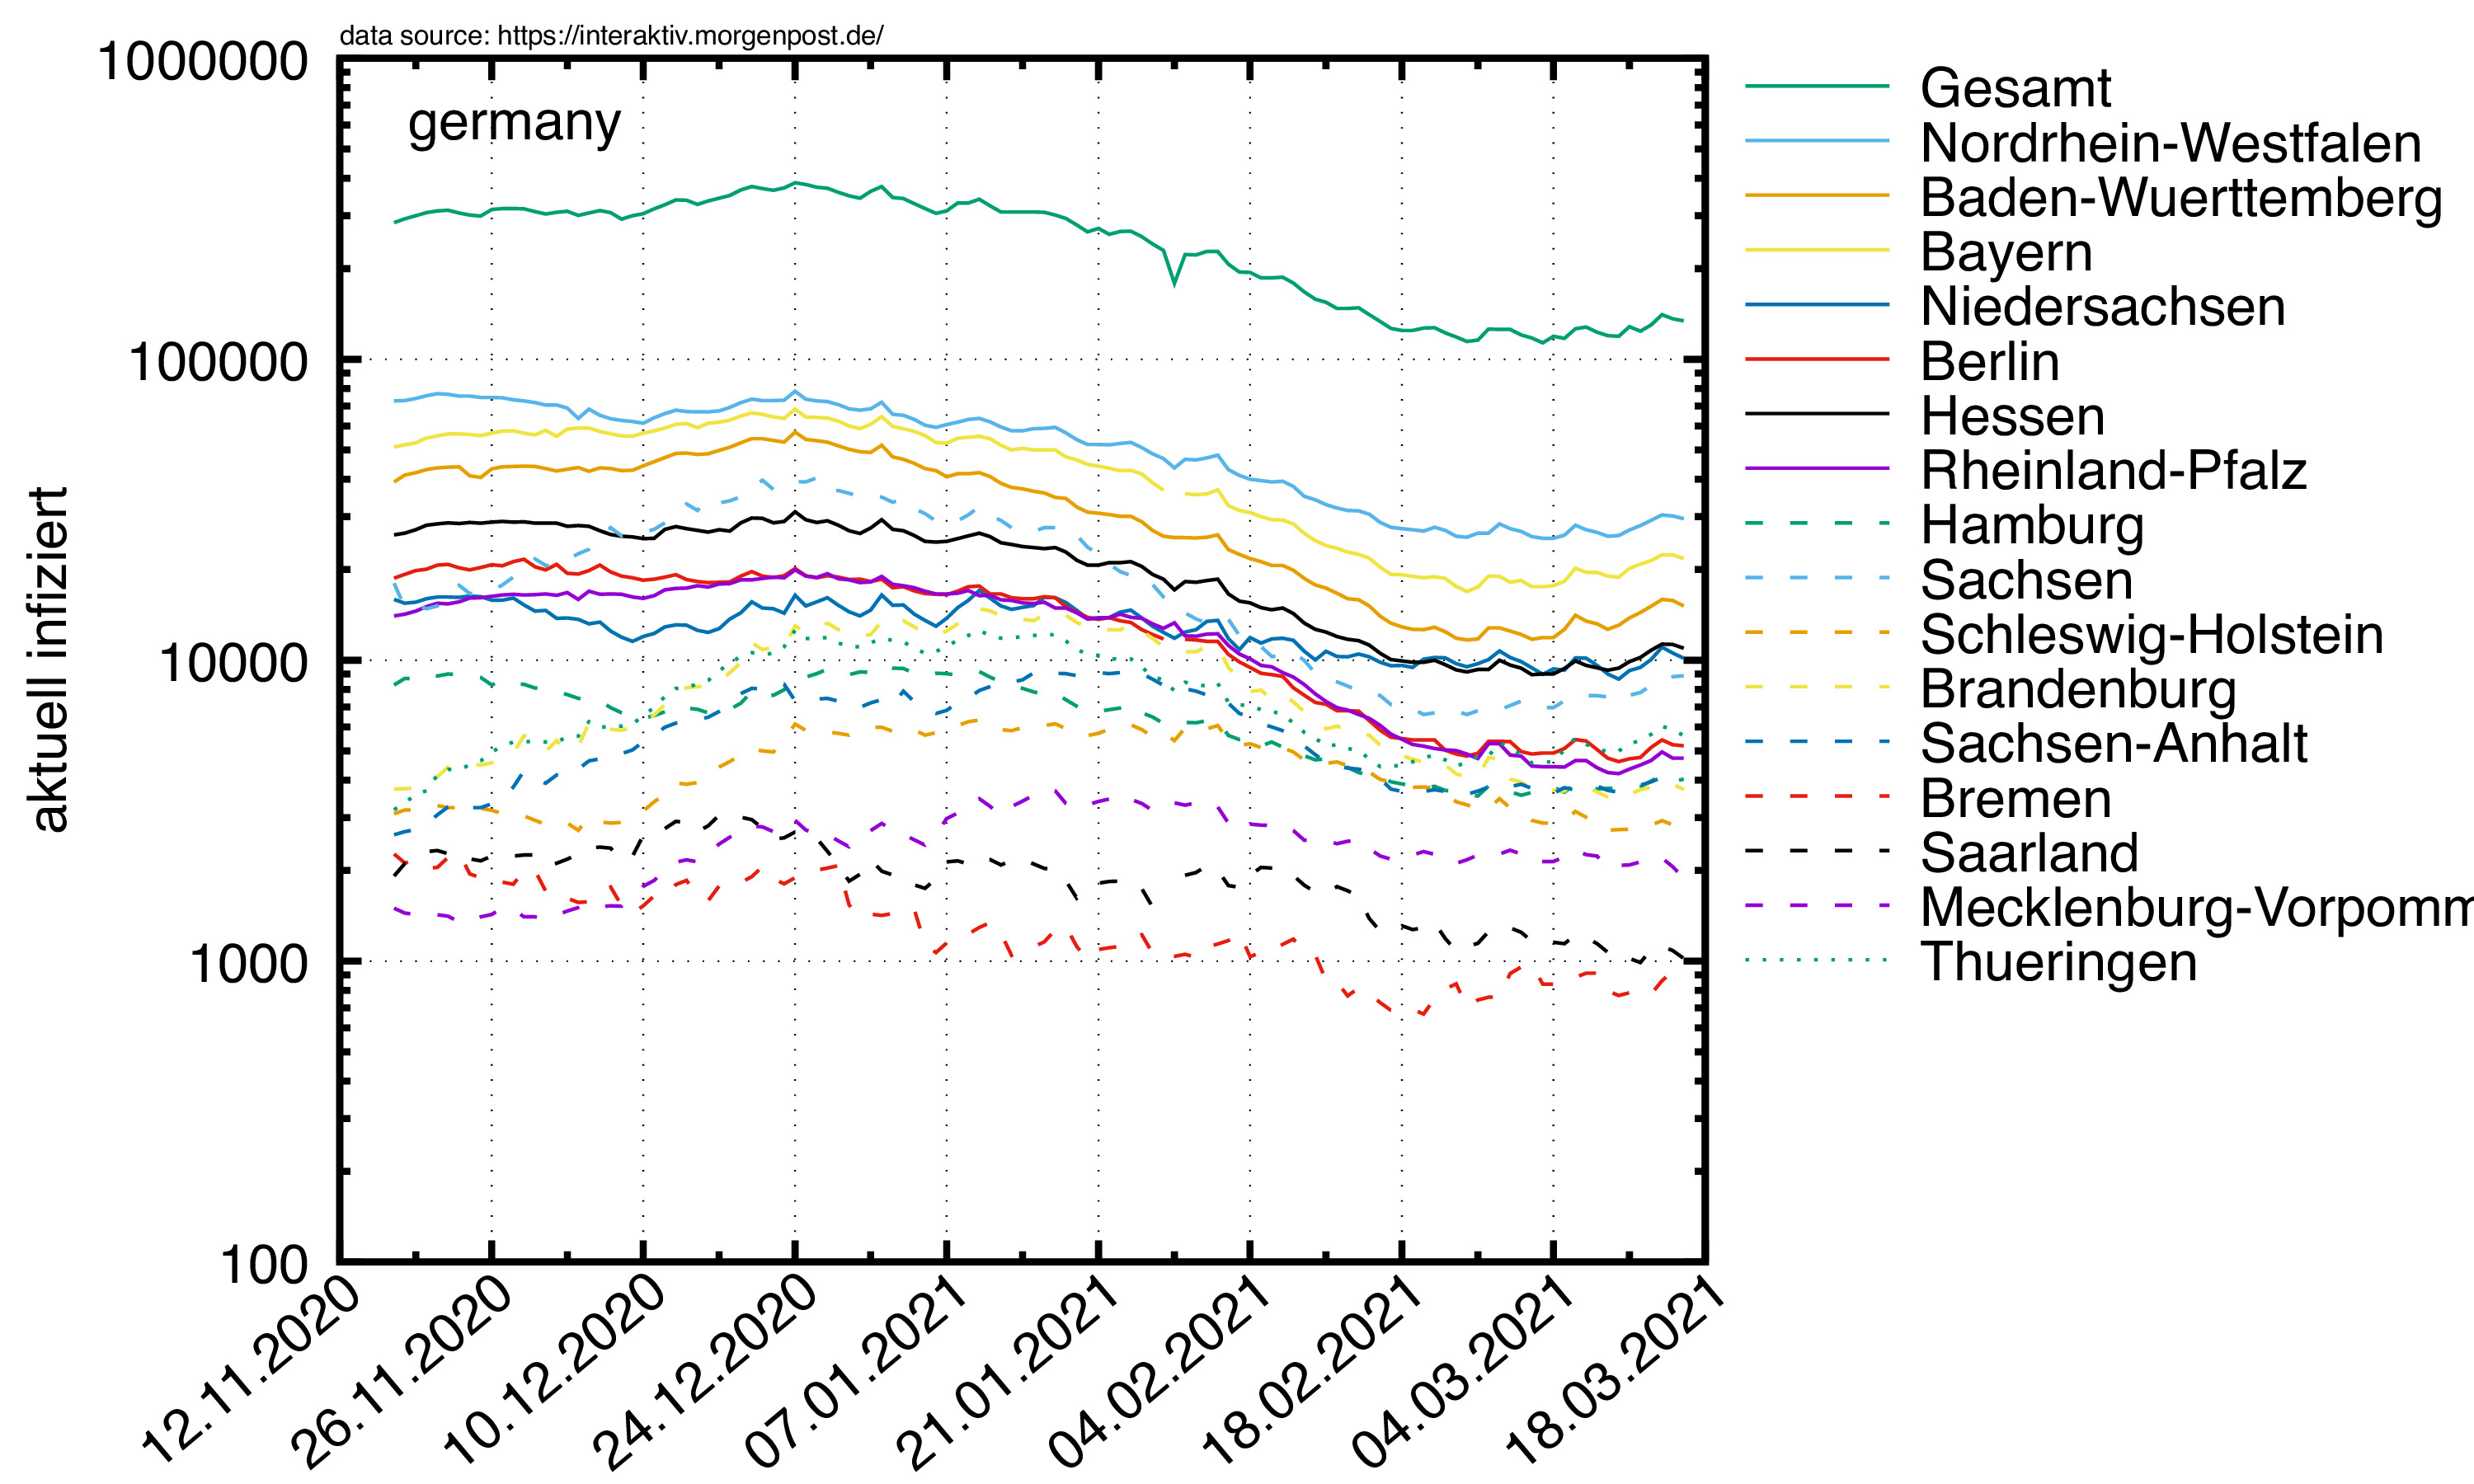 data source: https://interaktiv.morgenpost.de/
germany
aktuell infiziert
1000000
100000
10000
1000
100
12.11.2020
26.11.2020
10.12.2020
24.12.2020
07.01.2021
21.01.2021
04.02.2021
18.02.2021
04.03.2021
18.03.2021
Gesamt
Nordrhein-Westfalen
Baden-Wuerttemberg
Bayern
Niedersachsen
Berlin
Hessen
Rheinland-Pfalz
Hamburg
Sachsen
Schleswig-Holstein
Brandenburg
Sachsen-Anhalt
Bremen
Saarland
Mecklenburg-Vorpomm
Thueringen